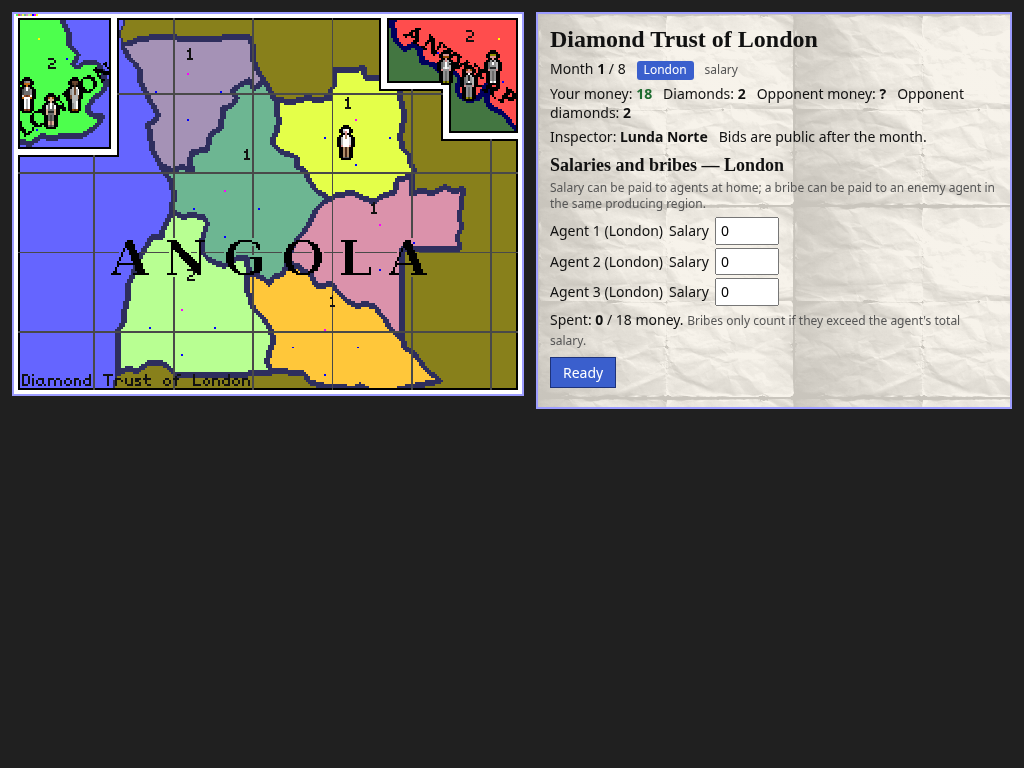 2
LONDON
1
2
ANTWERP
1
1
1
ANGOLA
2
1
Diamond Trust of London
Diamond Trust of London
Month 1 / 8 London salary
Your money: 18 Diamonds: 2 Opponent money: ? Opponent
diamonds: 2
Inspector: Lunda Norte Bids are public after the month.
Salaries and bribes — London
Salary can be paid to agents at home; a bribe can be paid to an enemy agent in
the same producing region.
Agent 1 (London) Salary 0
Agent 2 (London) Salary 0
Agent 3 (London) Salary 0
Spent: 0 / 18 money. Bribes only count if they exceed the agent's total
salary.
Ready